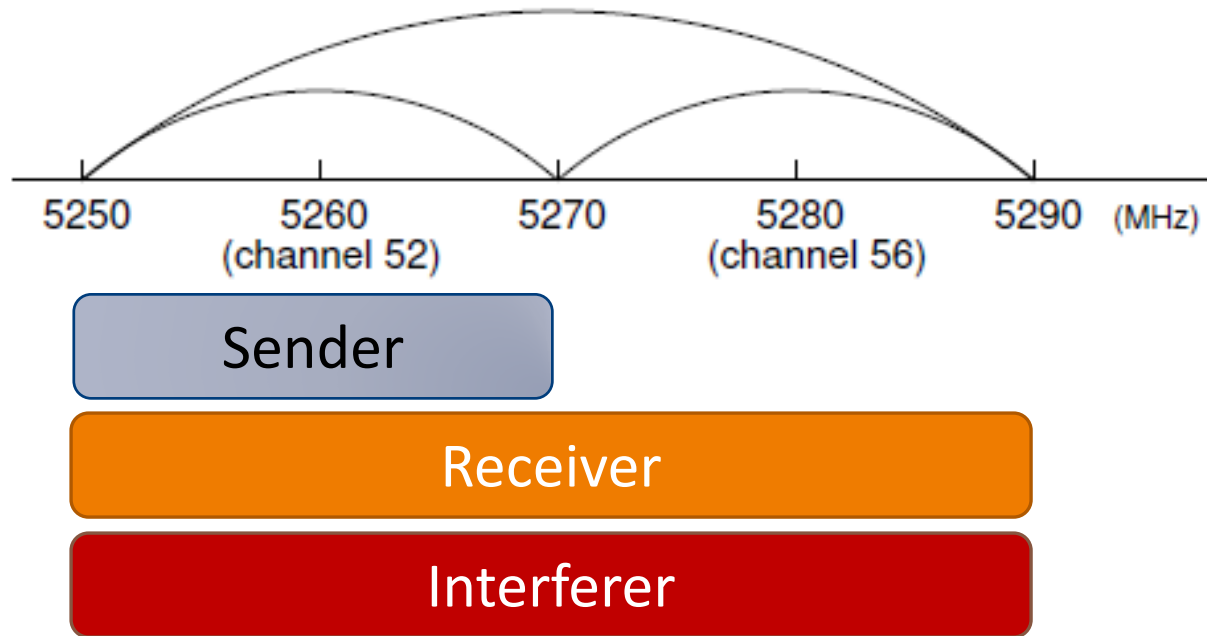 5250 5260 5270 5280 5290 (MHz)
(channel 52) (channel 56)
Sender
Receiver
Interferer